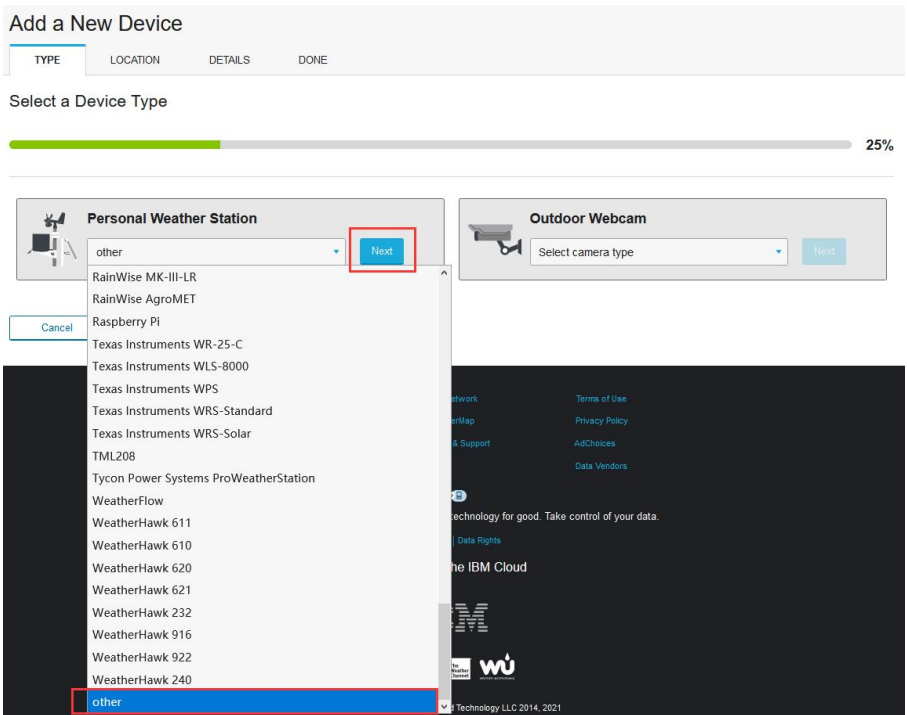 Add a New Device
TYPE LOCATION DETAILS DONE
Select a Device Type
25%
Personal Weather Station
other
Next
Outdoor Webcam
Select camera type
Next
RainWise MK-III-LR
RainWise AgroMET
Raspberry Pi
Texas Instruments WR-25-C
Texas Instruments WLS-8000
Texas Instruments WPS
Texas Instruments WRS-Standard
Texas Instruments WRS-Solar
TML208
Tycon Power Systems ProWeatherStation
WeatherFlow
WeatherHawk 611
WeatherHawk 610
WeatherHawk 620
WeatherHawk 621
WeatherHawk 232
WeatherHawk 916
WeatherHawk 922
WeatherHawk 240
other
Cancel
etwork
erMap
& Support
Terms of Use
Privacy Policy
AdChoices
Data Vendors
technology for good. Take control of your data.
| Data Rights
he IBM Cloud
The
Weather
Channel
wu
d Technology LLC 2014, 2021